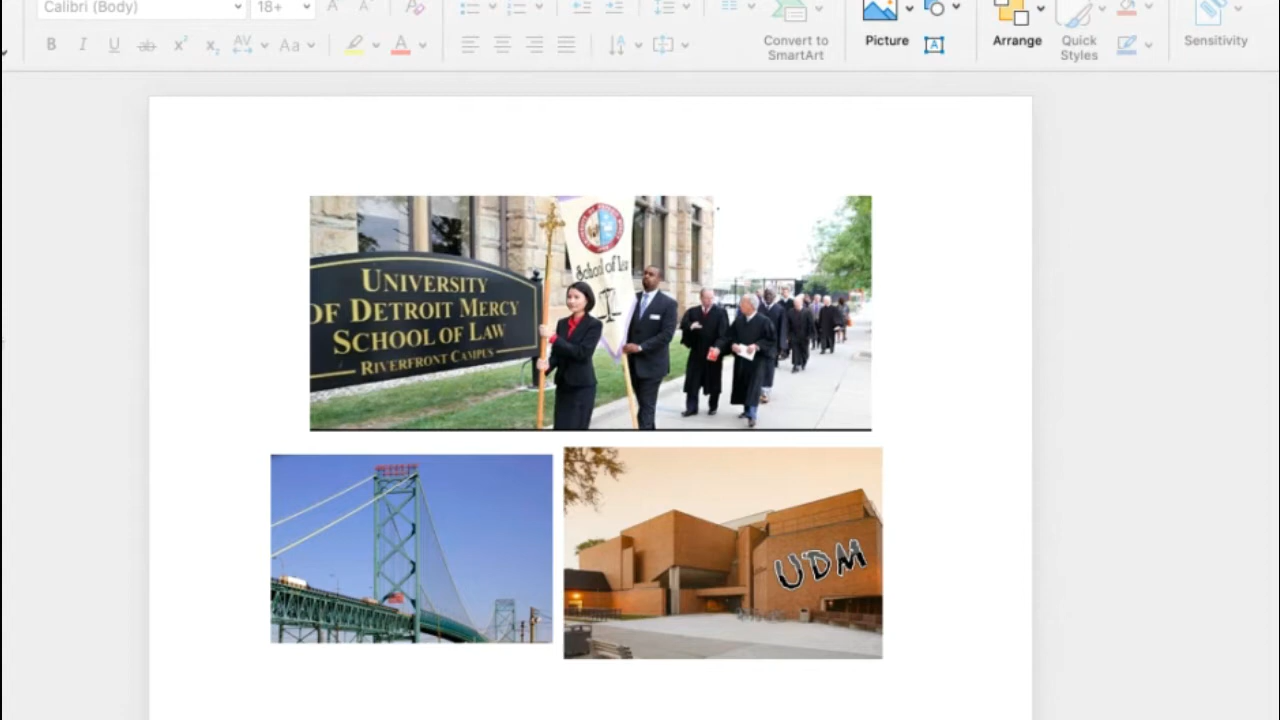 Calibri (Body)
18+
Convert to
SmartArt
Picture
Arrange
Quick
Styles
Sensitivity
UNIVERSITY
OF DETROIT MERCY
SCHOOL OF LAW
RIVERFRONT CAMPUS
School of Law
UDM